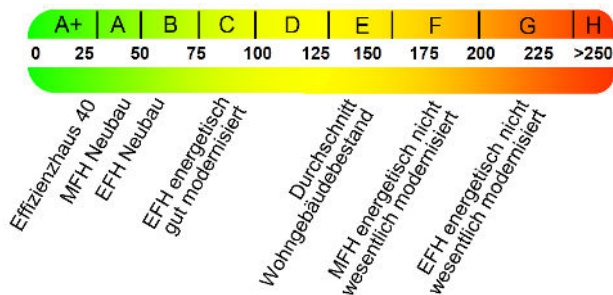 A+ A B C D E F G H
0 25 50 75 100 125 150 175 200 225 >250
Effizienzhaus 40
MFH Neubau
EFH Neubau
EFH energetisch
gut modernisiert
Durchschnitt
Wohngebäudebestand
MFH energetisch nicht
wesentlich modernisiert
EFH energetisch nicht
wesentlich modernisiert